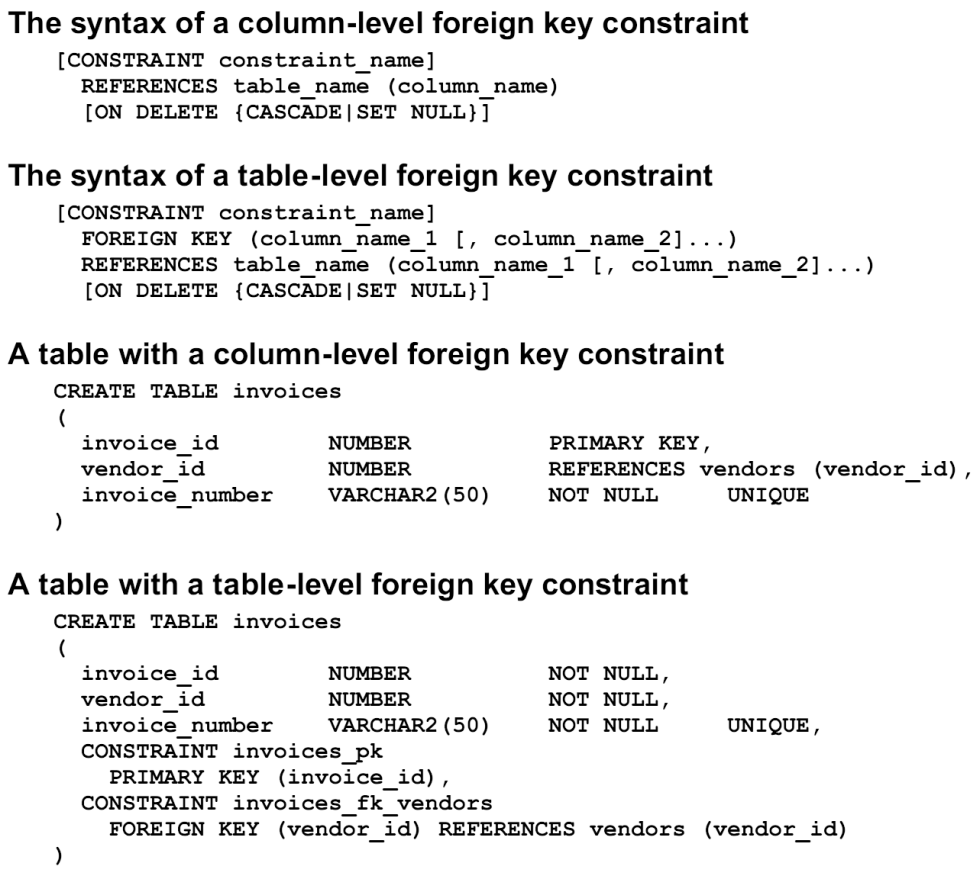 The syntax of a column-level foreign key constraint
[CONSTRAINT constraint_name]
REFERENCES table_name (column_name)
[ON DELETE {CASCADE|SET NULL}]
The syntax of a table-level foreign key constraint
[CONSTRAINT constraint_name]
FOREIGN KEY (column_name_1 [, column_name_2]...)
REFERENCES table_name (column_name_1 [, column_name_2]...)
[ON DELETE {CASCADE|SET NULL}]
A table with a column-level foreign key constraint
CREATE TABLE invoices
(
invoice_id NUMBER PRIMARY KEY,
vendor_id NUMBER REFERENCES vendors (vendor_id),
invoice_number VARCHAR2(50) NOT NULL UNIQUE
)
A table with a table-level foreign key constraint
CREATE TABLE invoices
(
invoice_id NUMBER NOT NULL,
vendor_id NUMBER NOT NULL,
invoice_number VARCHAR2(50) NOT NULL UNIQUE,
CONSTRAINT invoices_pk
PRIMARY KEY (invoice_id),
CONSTRAINT invoices_fk_vendors
FOREIGN KEY (vendor_id) REFERENCES vendors (vendor_id)
)